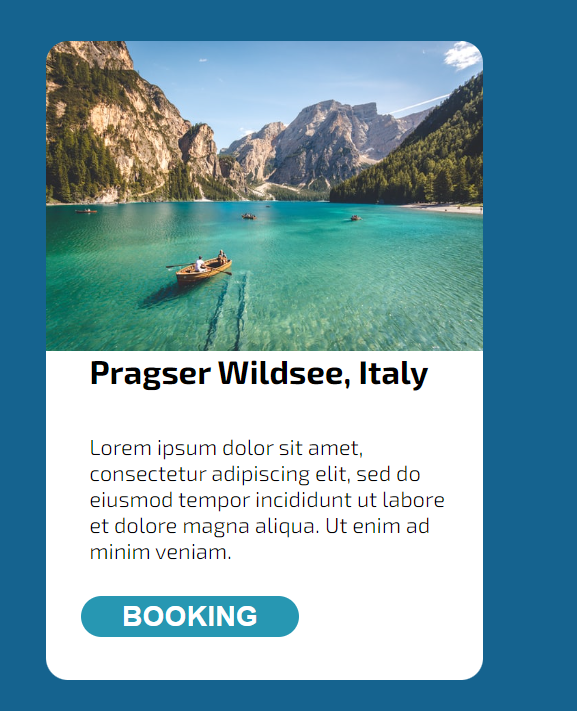 Pragser Wildsee, Italy
Lorem ipsum dolor sit amet,
consectetur adipiscing elit, sed do
eiusmod tempor incididunt ut labore
et dolore magna aliqua. Ut enim ad
minim veniam.
BOOKING